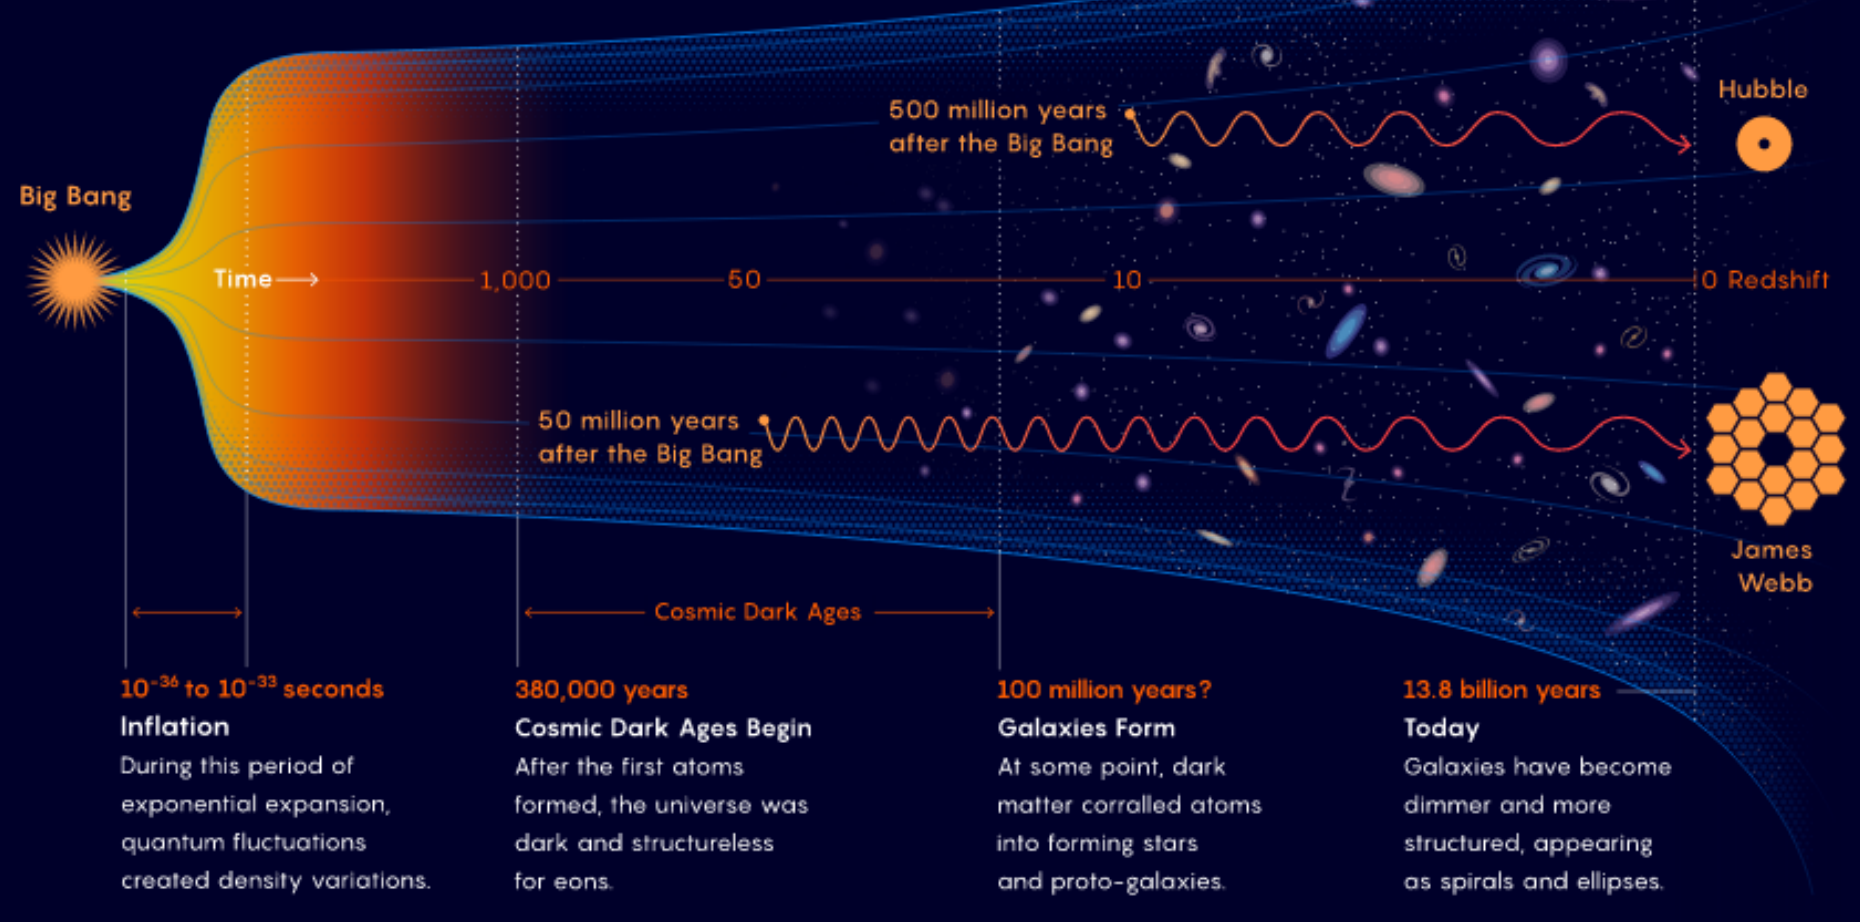 500 million years
after the Big Bang
Hubble
Big Bang
Time
1,000
50
10
0 Redshift
50 million years
after the Big Bang
James
Webb
Cosmic Dark Ages
10⁻³⁶ to 10⁻³³ seconds
Inflation
During this period of
exponential expansion,
quantum fluctuations
created density variations.
380,000 years
Cosmic Dark Ages Begin
After the first atoms
formed, the universe was
dark and structureless
for eons.
100 million years?
Galaxies Form
At some point, dark
matter corralled atoms
into forming stars
and proto-galaxies.
13.8 billion years
Today
Galaxies have become
dimmer and more
structured, appearing
as spirals and ellipses.